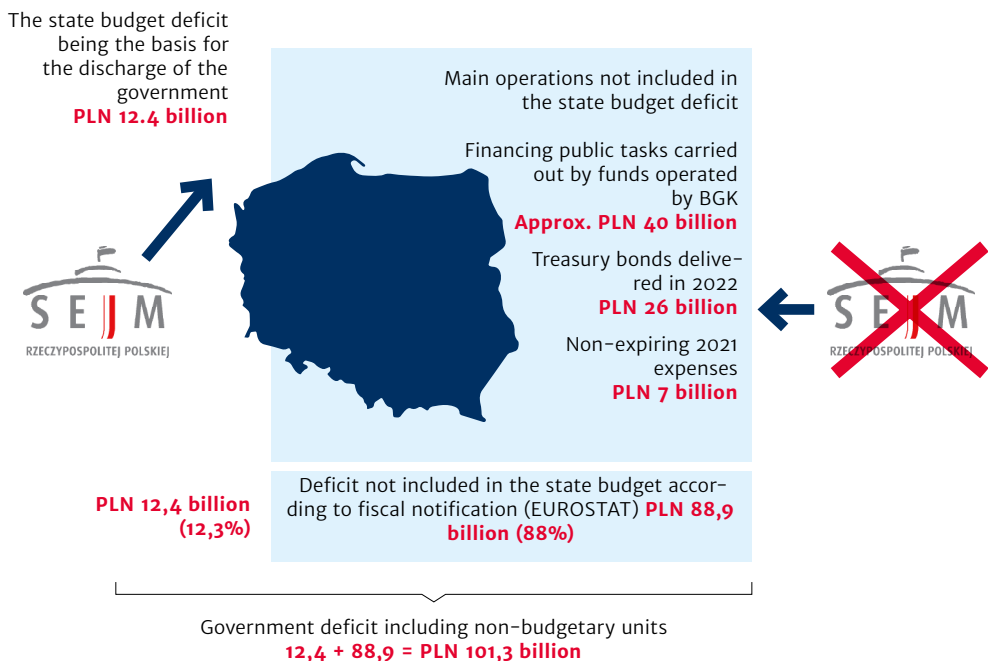 The state budget deficit
being the basis for
the discharge of the
government
PLN 12.4 billion
Main operations not included in
the state budget deficit
Financing public tasks carried
out by funds operated
by BGK
Approx. PLN 40 billion
Treasury bonds delive-
red in 2022
PLN 26 billion
Non-expiring 2021
expenses
PLN 7 billion
SEJM
RZECZYPOSPOLITEJ POLSKIEJ
SEJM
RZECZYPOSPOLITEJ POLSKIEJ
PLN 12,4 billion
(12,3%)
Deficit not included in the state budget accor-
ding to fiscal notification (EUROSTAT) PLN 88,9
billion (88%)
Government deficit including non-budgetary units
12,4 + 88,9 = PLN 101,3 billion